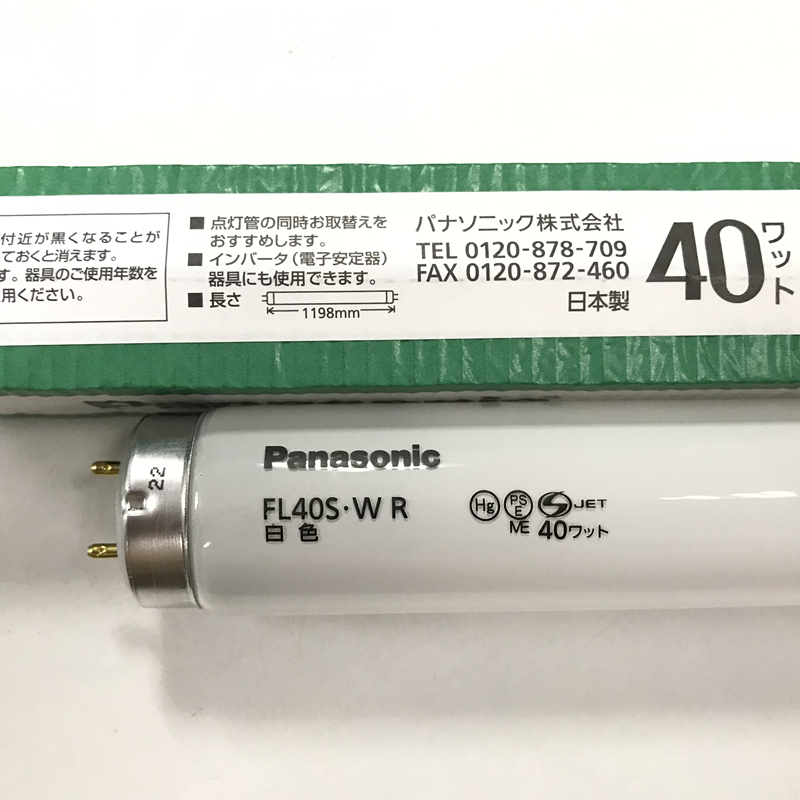 付近が黒くなることが
ておくと消えます。
す。器具のご使用年数を
用ください。
■ 点灯管の同時お取替えを
おすすめします。
■ インバータ（電子安定器）
器具にも使用できます。
■ 長さ
1198mm
パナソニック株式会社
TEL 0120-878-709
FAX 0120-872-460
日本製
40ワット
22
Panasonic
FL40S・W R
白色
Hg PS E JET
ME 40ワット